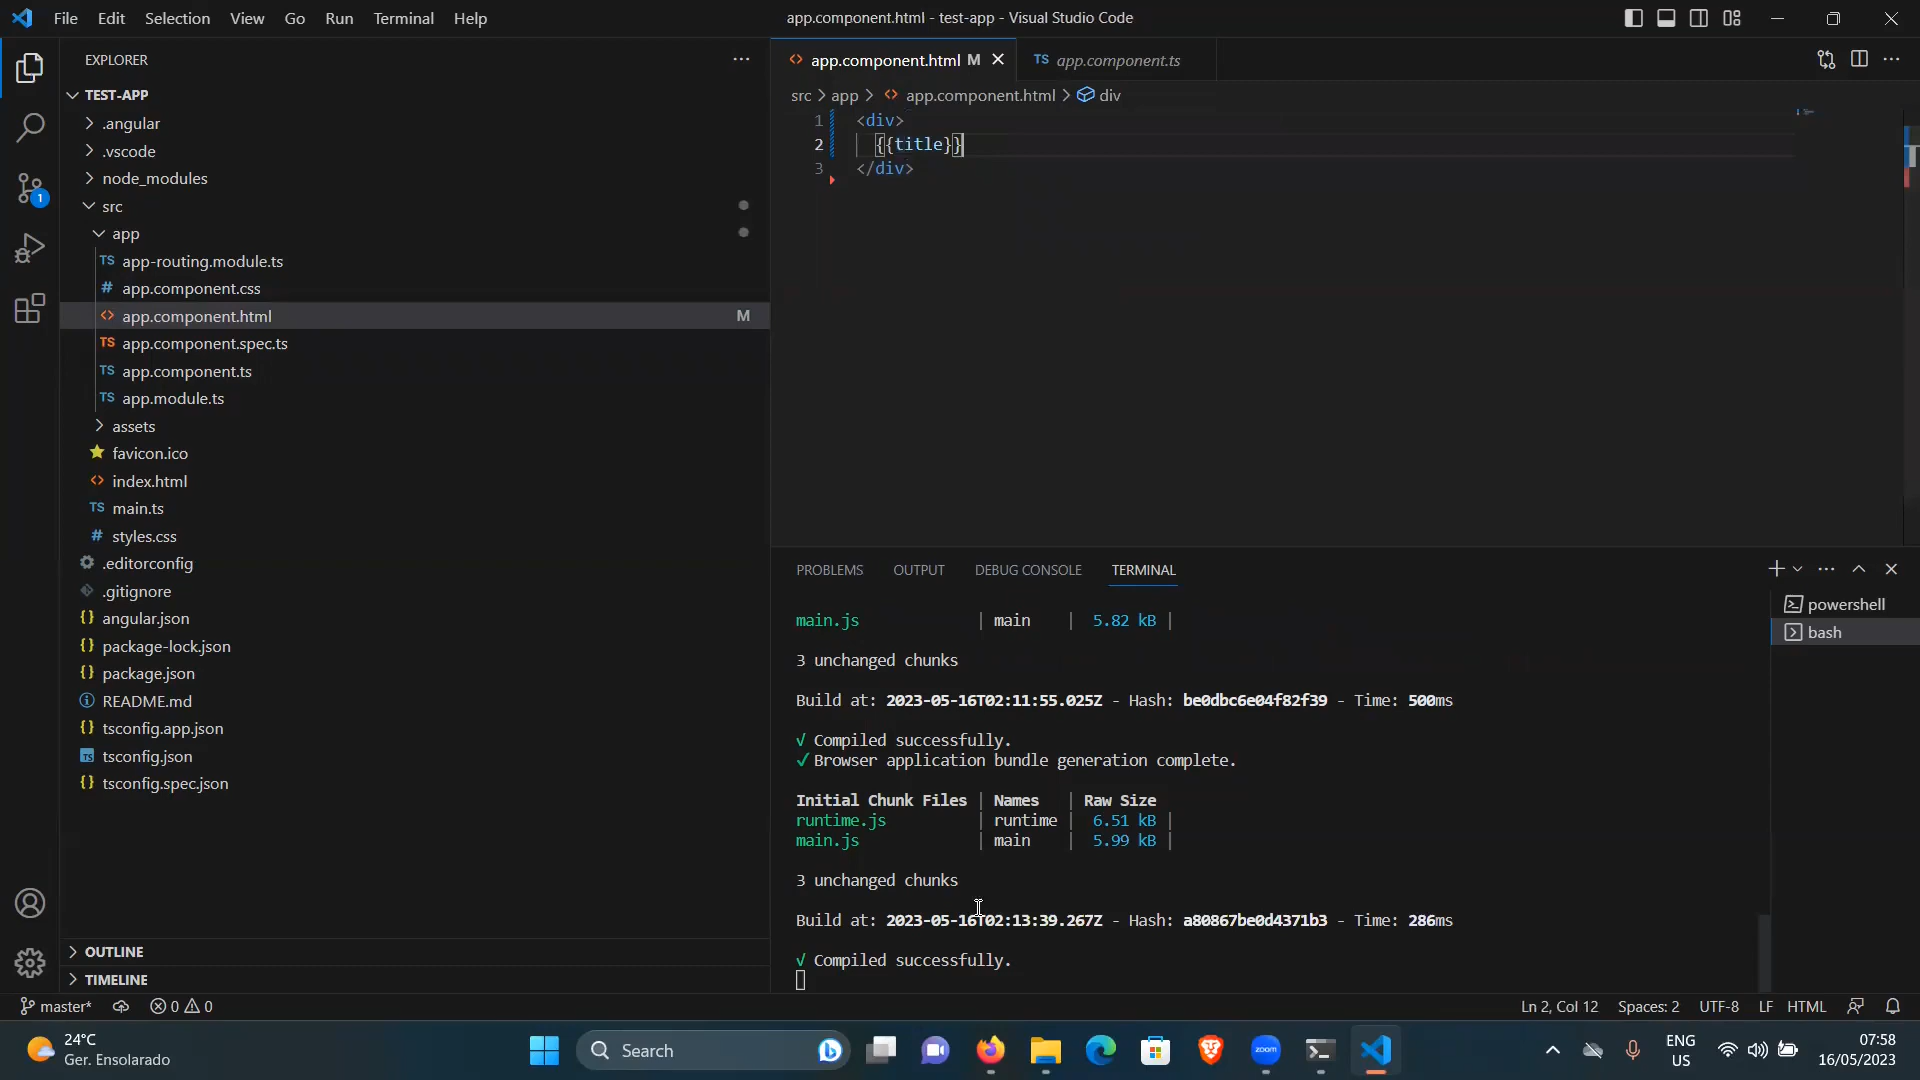 File Edit Selection View Go Run Terminal Help
app.component.html - test-app - Visual Studio Code
EXPLORER
TEST-APP
.angular
.vscode
node_modules
src
app
TS app-routing.module.ts
# app.component.css
<> app.component.html M
TS app.component.spec.ts
TS app.component.ts
TS app.module.ts
assets
favicon.ico
<> index.html
TS main.ts
# styles.css
.editorconfig
.gitignore
{} angular.json
{} package-lock.json
{} package.json
README.md
{} tsconfig.app.json
TS tsconfig.json
{} tsconfig.spec.json
OUTLINE
TIMELINE
1
<> app.component.html M
TS app.component.ts
src > app > <> app.component.html > div
1 <div>
2 {{title}}
3 </div>
PROBLEMS OUTPUT DEBUG CONSOLE TERMINAL
powershell
bash
main.js | main | 5.82 kB |
3 unchanged chunks
Build at: 2023-05-16T02:11:55.025Z - Hash: be0dbc6e04f82f39 - Time: 500ms
√ Compiled successfully.
✓ Browser application bundle generation complete.
Initial Chunk Files | Names | Raw Size
runtime.js | runtime | 6.51 kB |
main.js | main | 5.99 kB |
3 unchanged chunks
Build at: 2023-05-16T02:13:39.267Z - Hash: a80867be0d4371b3 - Time: 286ms
√ Compiled successfully.
master* 0 0
Ln 2, Col 12 Spaces: 2 UTF-8 LF HTML
24°C
Ger. Ensolarado
Search
zoom
ENG
US
07:58
16/05/2023